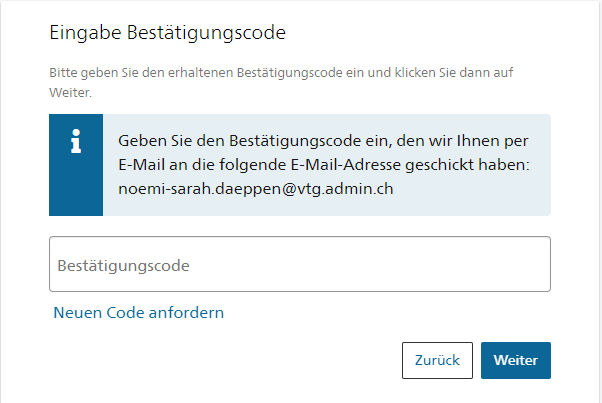 Eingabe Bestätigungscode
Bitte geben Sie den erhaltenen Bestätigungscode ein und klicken Sie dann auf
Weiter.
Geben Sie den Bestätigungscode ein, den wir Ihnen per
E-Mail an die folgende E-Mail-Adresse geschickt haben:
noemi-sarah.daeppen@vtg.admin.ch
Bestätigungscode
Neuen Code anfordern
Zurück
Weiter